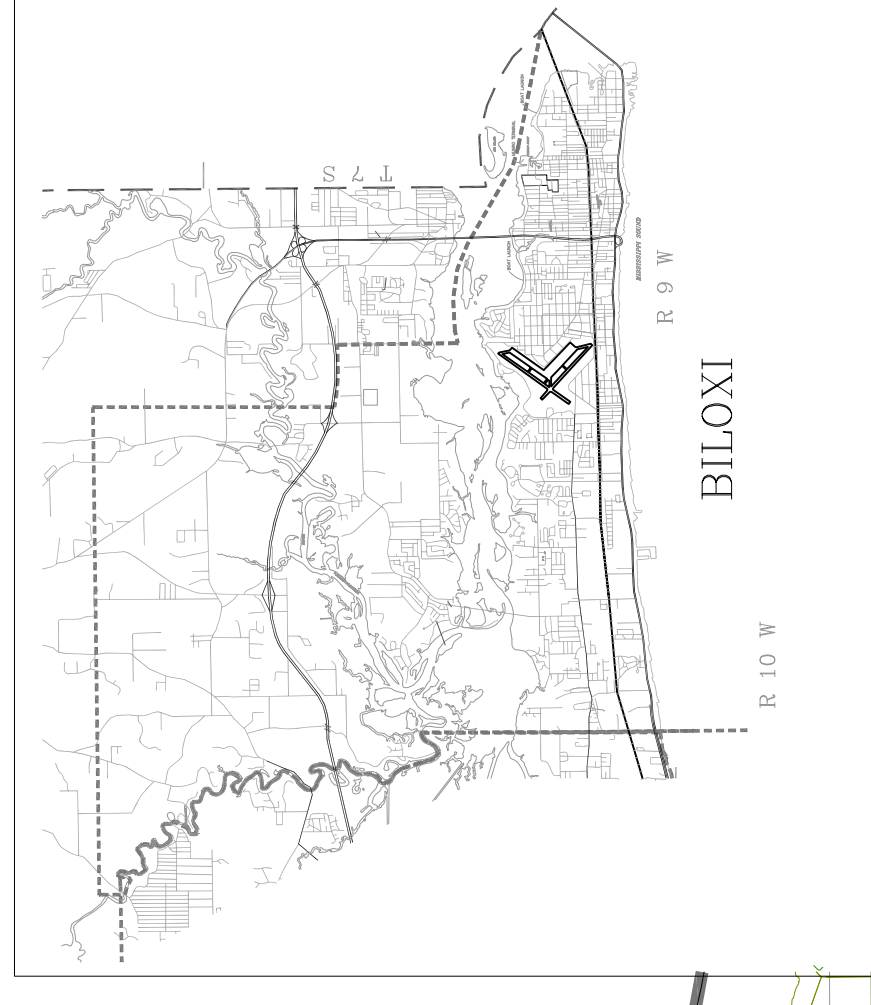 BOAT LAUNCH
T 7 S
BOAT LAUNCH
MISSISSIPPI SOUND
R 9 W
BILOXI
R 10 W